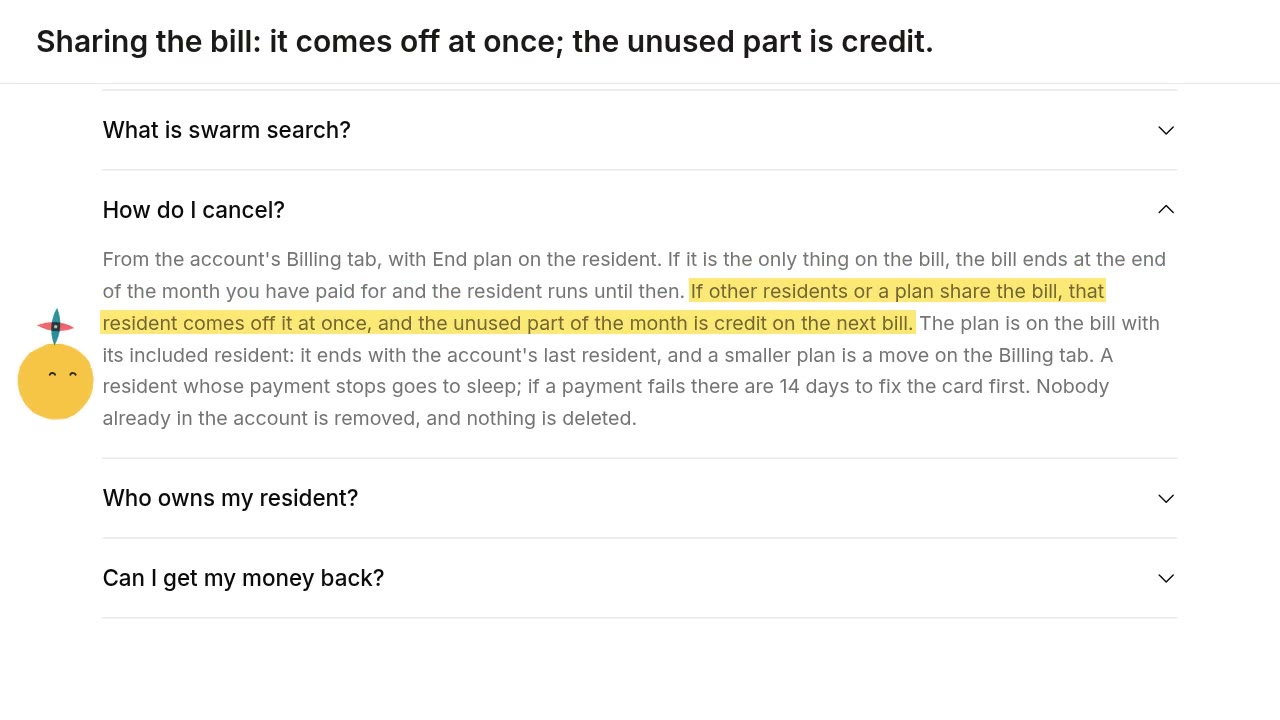 Sharing the bill: it comes off at once; the unused part is credit.
What is swarm search?
How do I cancel?
From the account's Billing tab, with End plan on the resident. If it is the only thing on the bill, the bill ends at the end
of the month you have paid for and the resident runs until then. If other residents or a plan share the bill, that
resident comes off it at once, and the unused part of the month is credit on the next bill. The plan is on the bill with
its included resident: it ends with the account's last resident, and a smaller plan is a move on the Billing tab. A
resident whose payment stops goes to sleep; if a payment fails there are 14 days to fix the card first. Nobody
already in the account is removed, and nothing is deleted.
Who owns my resident?
Can I get my money back?